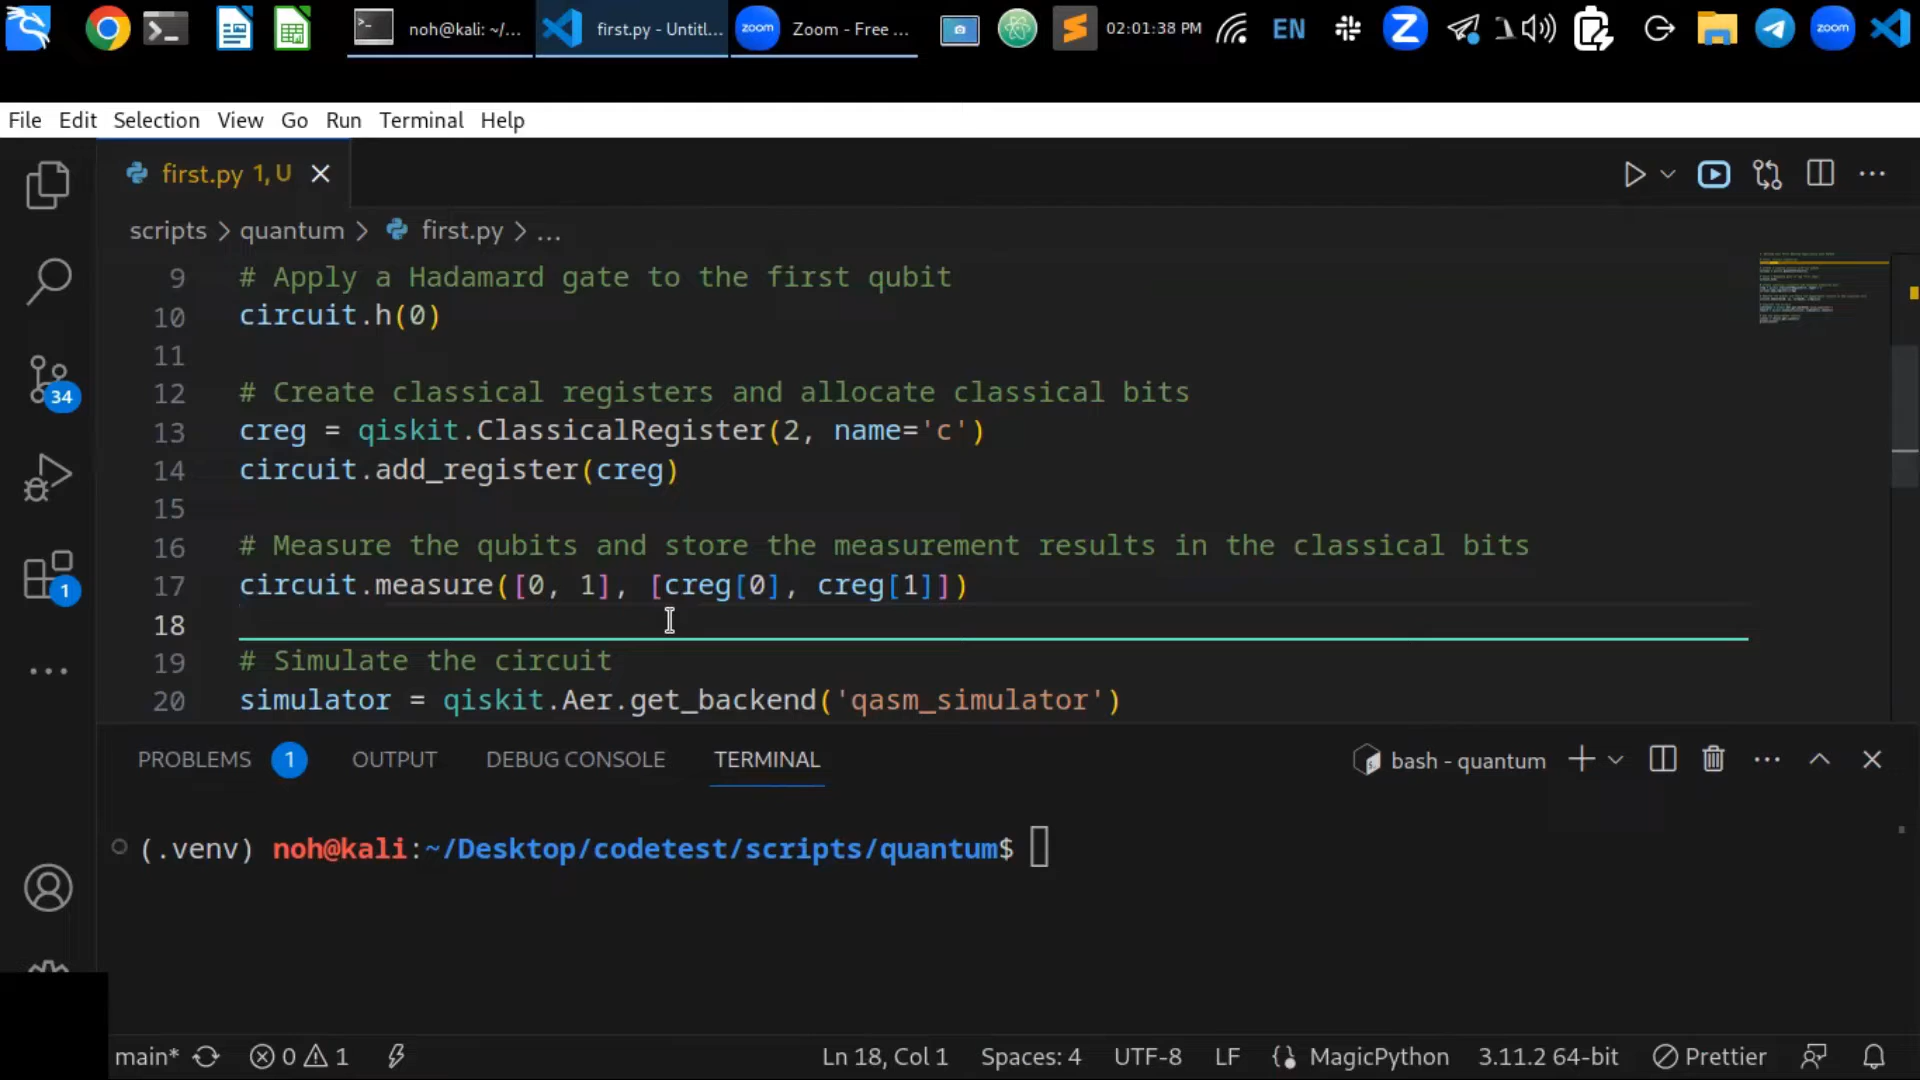 noh@kali: ~/...
first.py - Untitl...
zoom
Zoom - Free ...
02:01:38 PM
EN
Z
zoom
File Edit Selection View Go Run Terminal Help
first.py 1, U
scripts > quantum > first.py > ...
9 # Apply a Hadamard gate to the first qubit
10 circuit.h(0)
11
12 # Create classical registers and allocate classical bits
13 creg = qiskit.ClassicalRegister(2, name='c')
14 circuit.add_register(creg)
15
16 # Measure the qubits and store the measurement results in the classical bits
17 circuit.measure([0, 1], [creg[0], creg[1]])
18
19 # Simulate the circuit
20 simulator = qiskit.Aer.get_backend('qasm_simulator')
34
1
PROBLEMS 1 OUTPUT DEBUG CONSOLE TERMINAL
bash - quantum
(.venv) noh@kali:~/Desktop/codetest/scripts/quantum$
main* 0 1 Ln 18, Col 1 Spaces: 4 UTF-8 LF MagicPython 3.11.2 64-bit Prettier